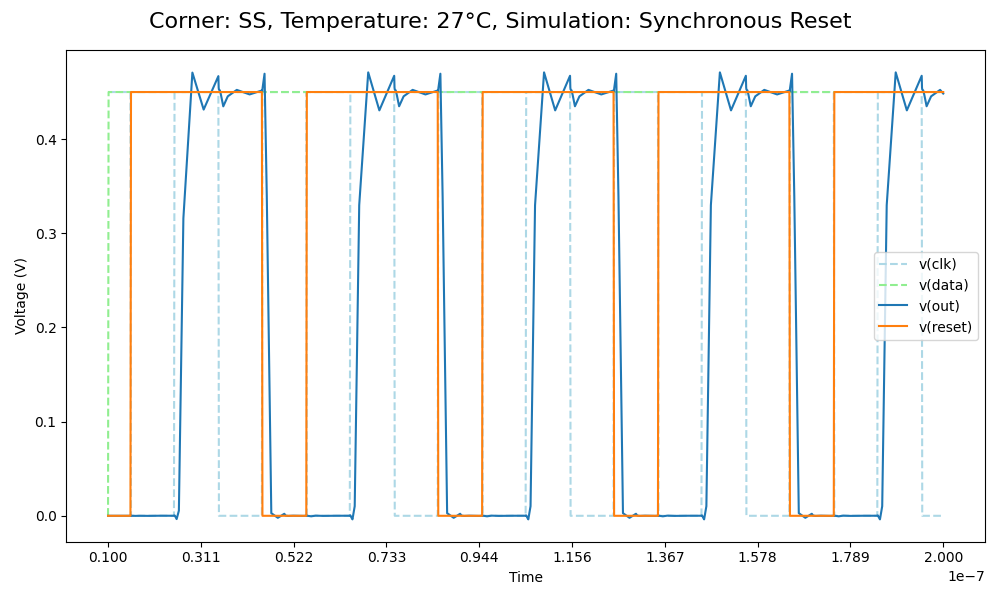 Corner: SS, Temperature: 27°C, Simulation: Synchronous Reset
Voltage (V)
0.4
0.3
0.2
0.1
0.0
v(clk)
v(data)
v(out)
v(reset)
0.100 0.311 0.522 0.733 0.944 1.156 1.367 1.578 1.789 2.000
Time
1e−7